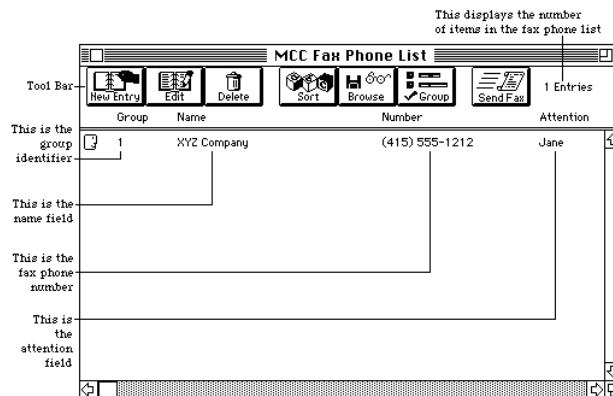 This displays the number
of items in the fax phone list
MCC Fax Phone List
Tool Bar
New Entry
Edit
Delete
Sort
Browse
Group
Send Fax
1 Entries
Group Name Number Attention
This is the
group
identifier
1 XYZ Company (415) 555-1212 Jane
This is the
name field
This is the
fax phone
number
This is
the
attention
field